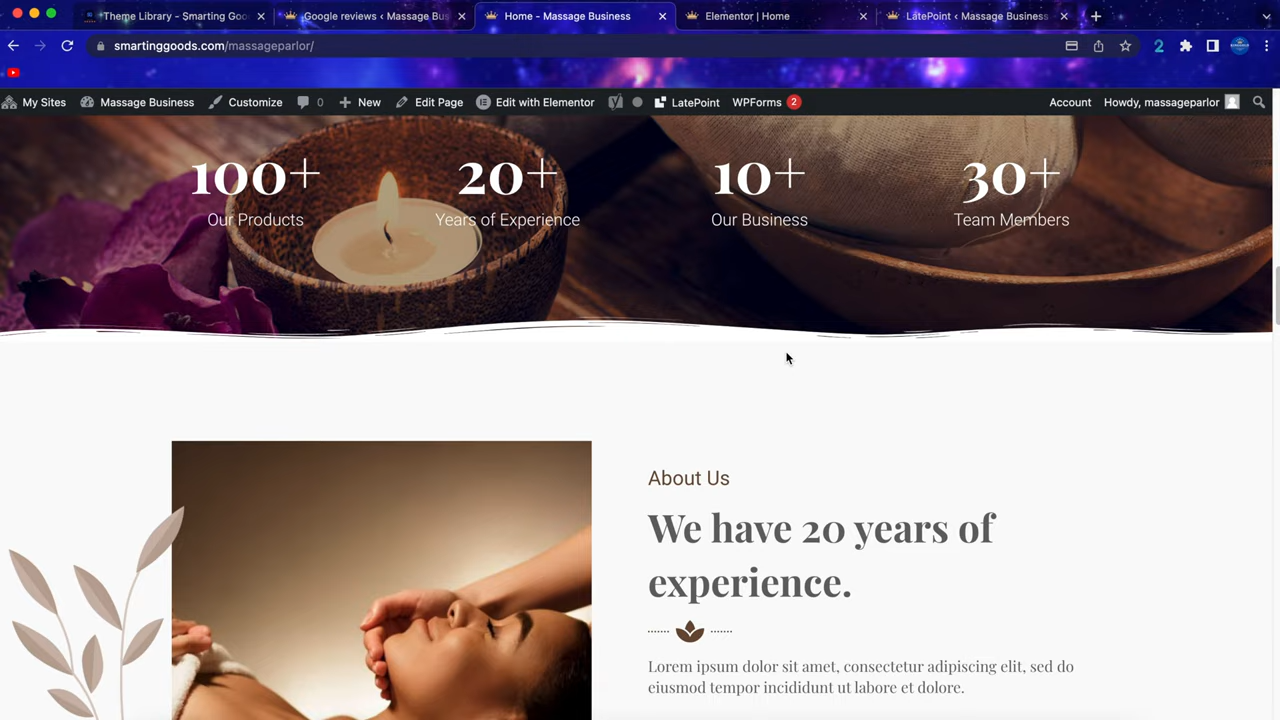 Theme Library - Smarting Goo
Google reviews ‹ Massage Bus
Home - Massage Business
Elementor | Home
LatePoint ‹ Massage Business
smartinggoods.com/massageparlor/
2
My Sites
Massage Business
Customize
0
New
Edit Page
Edit with Elementor
LatePoint
WPForms 2
Account
Howdy, massageparlor
100+
20+
10+
30+
Our Products
Years of Experience
Our Business
Team Members
About Us
We have 20 years of
experience.
Lorem ipsum dolor sit amet, consectetur adipiscing elit, sed do
eiusmod tempor incididunt ut labore et dolore.